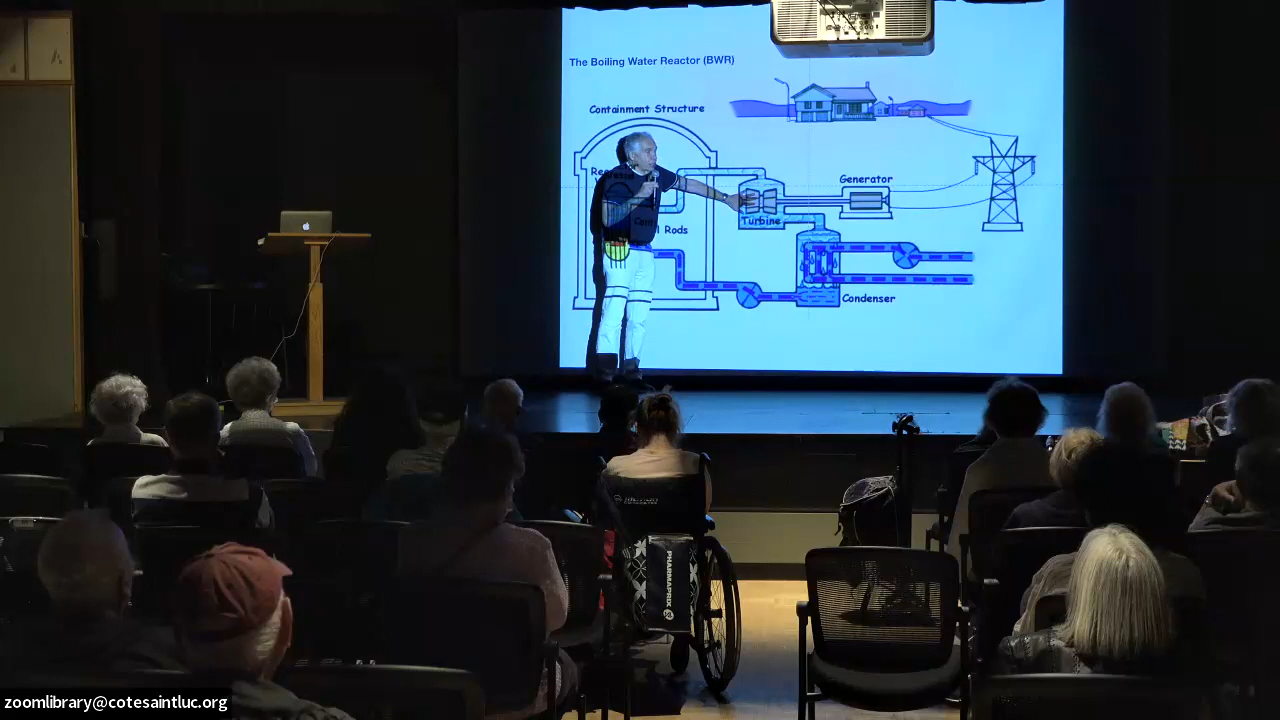 The Boiling Water Reactor (BWR)
Containment Structure
Generator
Turbine
Rods
Condenser
PHARMAPRIX
zoomlibrary@cotesaintluc.org